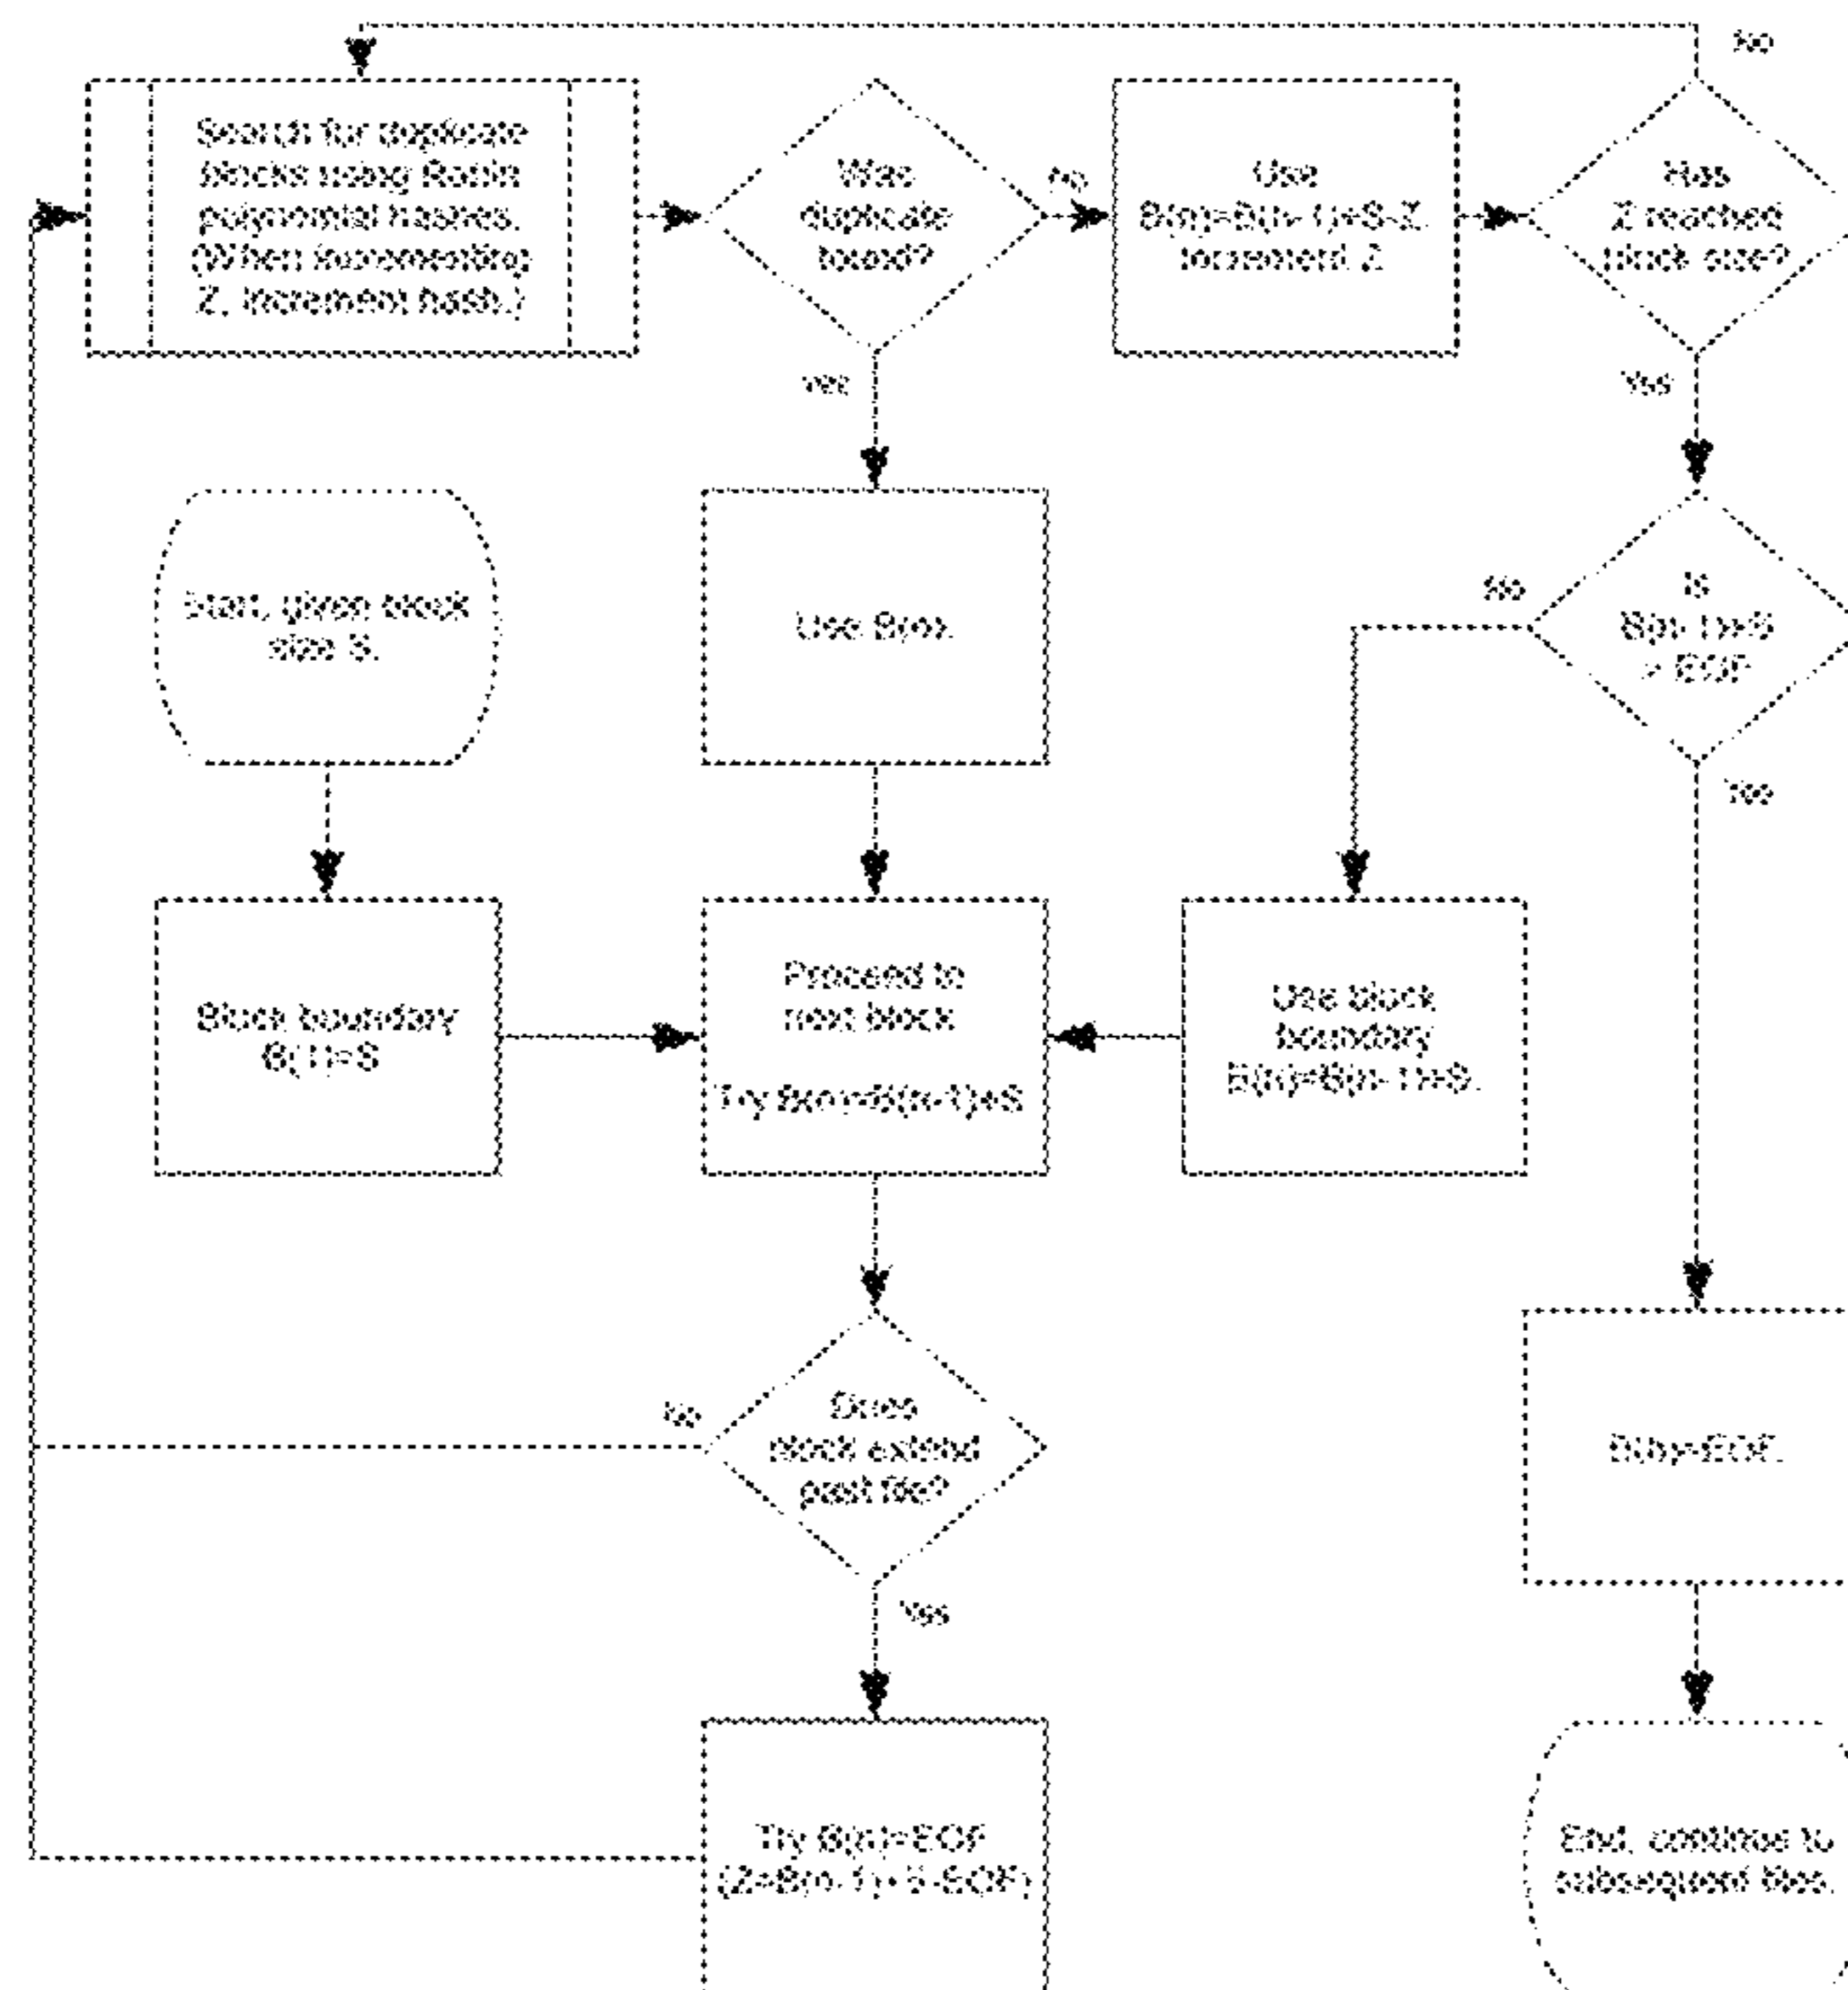 No
Search for duplicate
blocks using Rabin
polynomial hashes.
(When incrementing
Z, increment hash.)
Was
duplicate
found?
No
Use
B(n)=B(n-1)+S-Z.
Increment Z
Has
Z reached
block size?
Yes
Yes
Start, given block
size S.
Use B(n).
No
Is
B(n-1)+S
> EOF
Yes
Block boundary
B(1)=S
Proceed to
next block
Try B(n)=B(n-1)+S
Use block
boundary
B(n)=B(n-1)+S.
No
Does
block extend
past file?
B(n)=EOF.
Yes
Try B(n)=EOF
(Z=B(n-1)+S-EOF)
End, continue to
subsequent files.